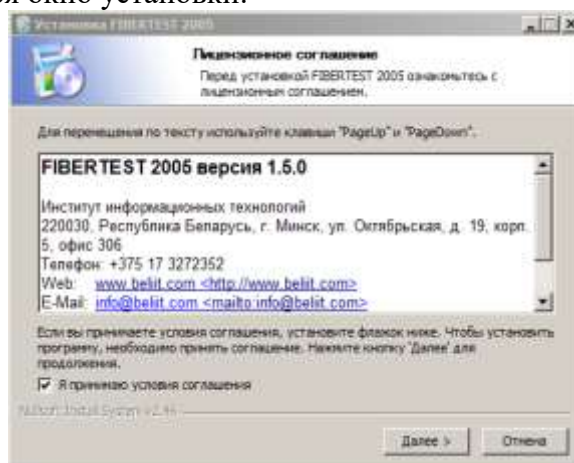 я окно установки.
Установка FIBERTEST 2005
Лицензионное соглашение
Перед установкой FIBERTEST 2005 ознакомьтесь с
лицензионным соглашением.
Для перемещения по тексту используйте клавиши "PageUp" и "PageDown".
FIBERTEST 2005 версия 1.5.0
Институт информационных технологий
220030, Республика Беларусь, г. Минск, ул. Октябрьская, д. 19, корп.
5, офис 306
Телефон: +375 17 3272352
Web: www.beliit.com <http://www.beliit.com>
E-Mail: info@beliit.com <mailto:info@beliit.com>
Если вы принимаете условия соглашения, установите флажок ниже. Чтобы установить
программу, необходимо принять соглашение. Нажмите кнопку 'Далее' для
продолжения.
Я принимаю условия соглашения
Nullsoft Install System v2.46
Далее >
Отмена